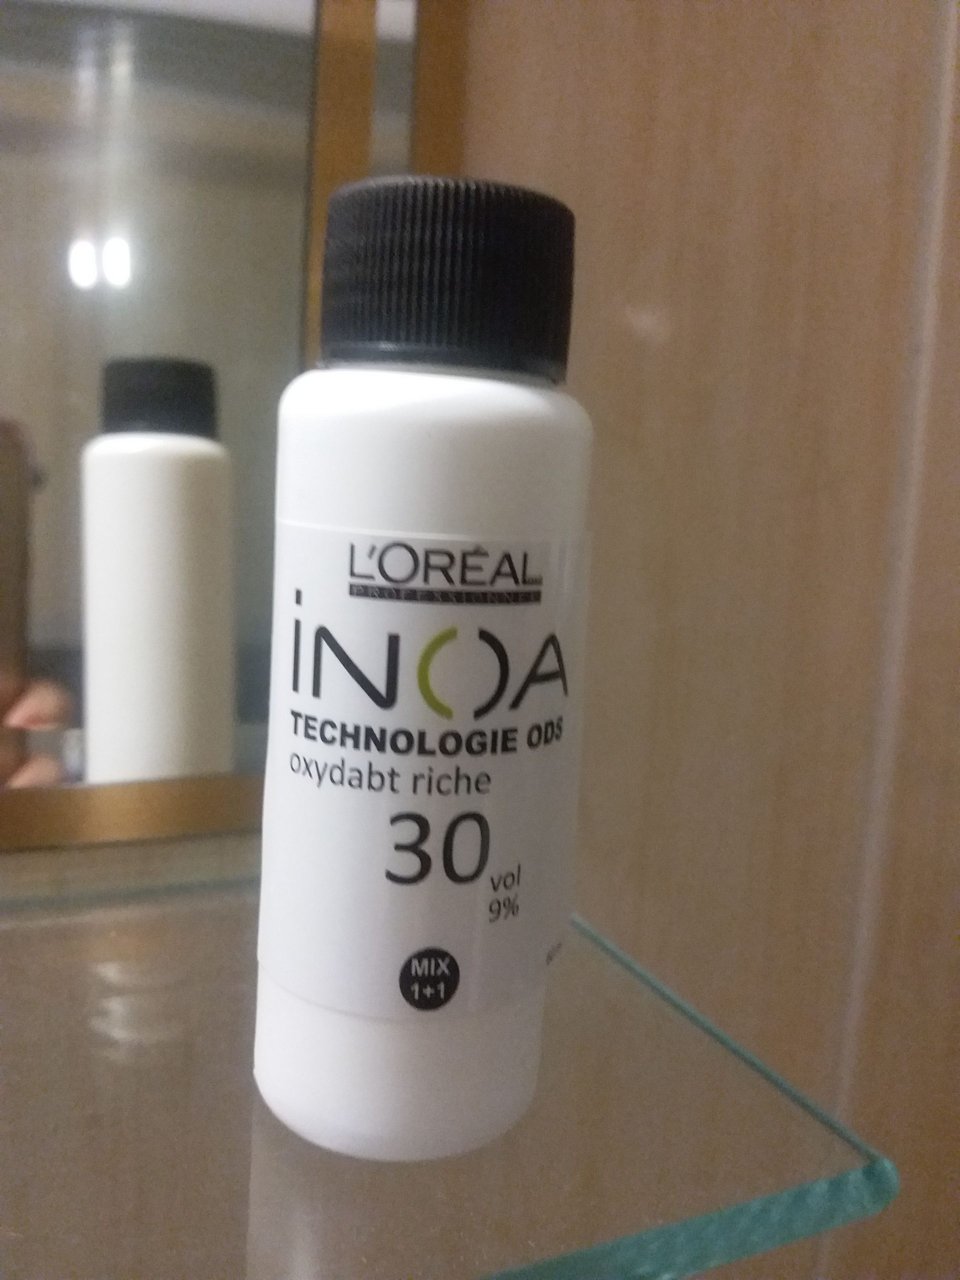 L'ORÉAL
PROFESSIONNEL
iNOA
TECHNOLOGIE ODS
oxydabt riche
30
vol
9%
MIX
1+1